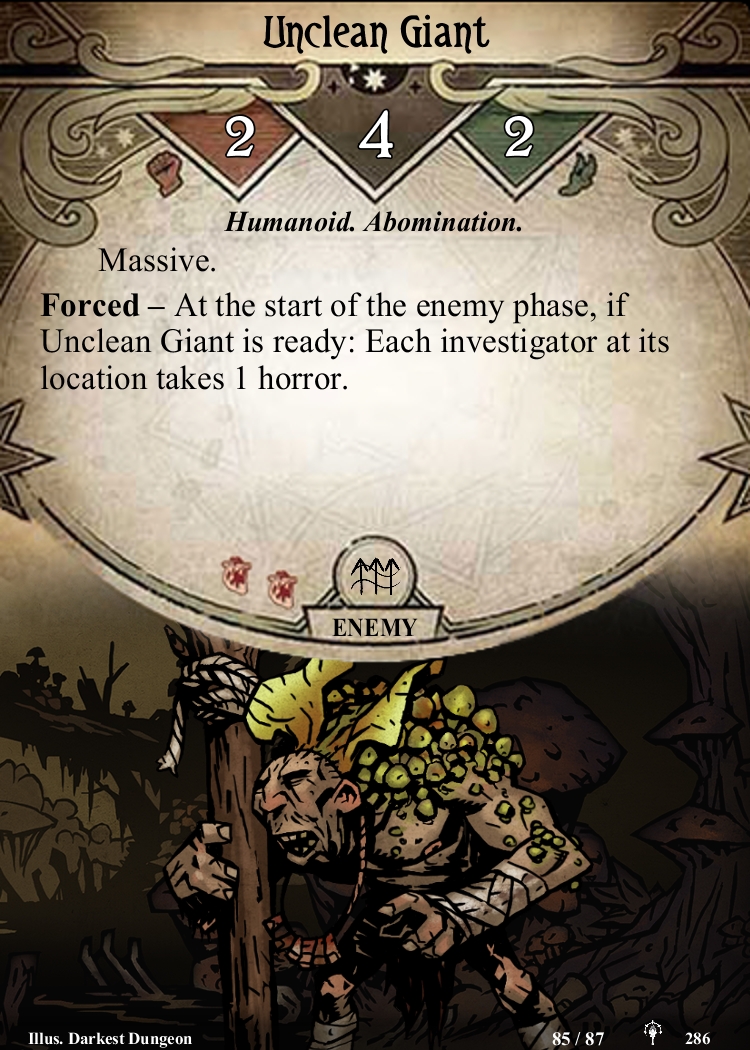 Unclean Giant
2 4 2
Humanoid. Abomination.
Massive.
Forced – At the start of the enemy phase, if
Unclean Giant is ready: Each investigator at its
location takes 1 horror.
ENEMY
Illus. Darkest Dungeon 85 / 87 286